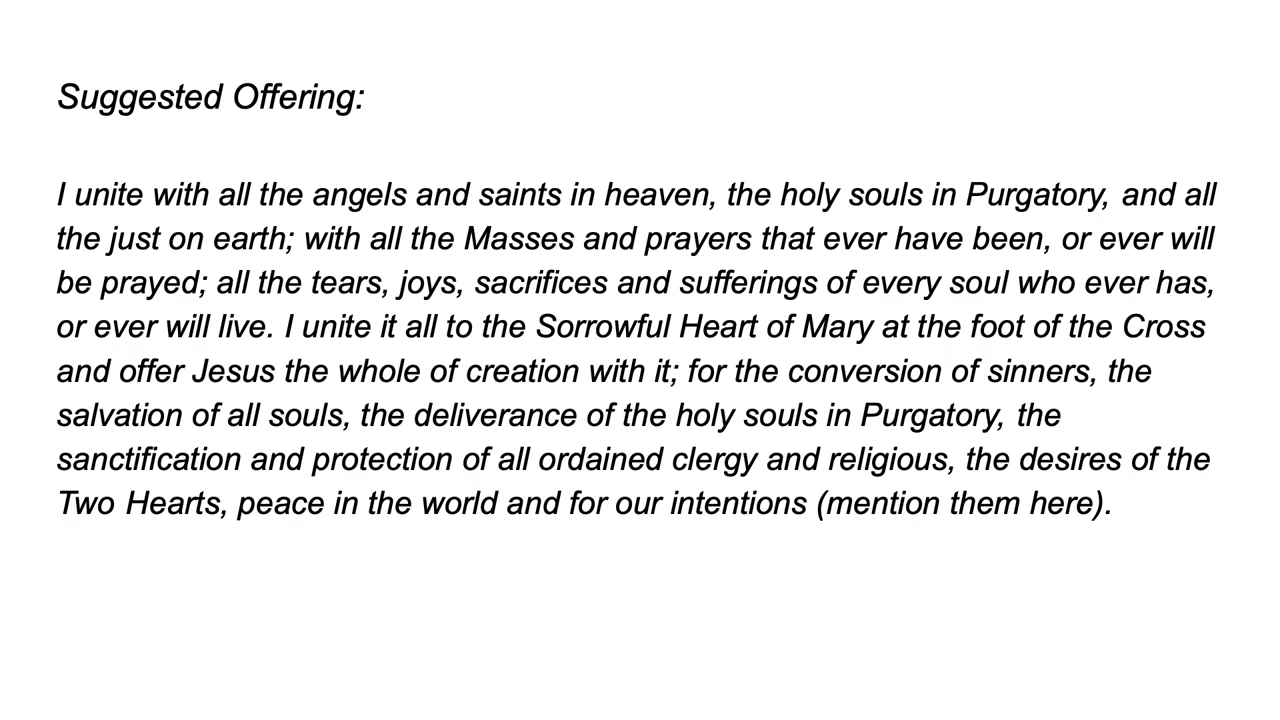 Suggested Offering:
I unite with all the angels and saints in heaven, the holy souls in Purgatory, and all
the just on earth; with all the Masses and prayers that ever have been, or ever will
be prayed; all the tears, joys, sacrifices and sufferings of every soul who ever has,
or ever will live. I unite it all to the Sorrowful Heart of Mary at the foot of the Cross
and offer Jesus the whole of creation with it; for the conversion of sinners, the
salvation of all souls, the deliverance of the holy souls in Purgatory, the
sanctification and protection of all ordained clergy and religious, the desires of the
Two Hearts, peace in the world and for our intentions (mention them here).